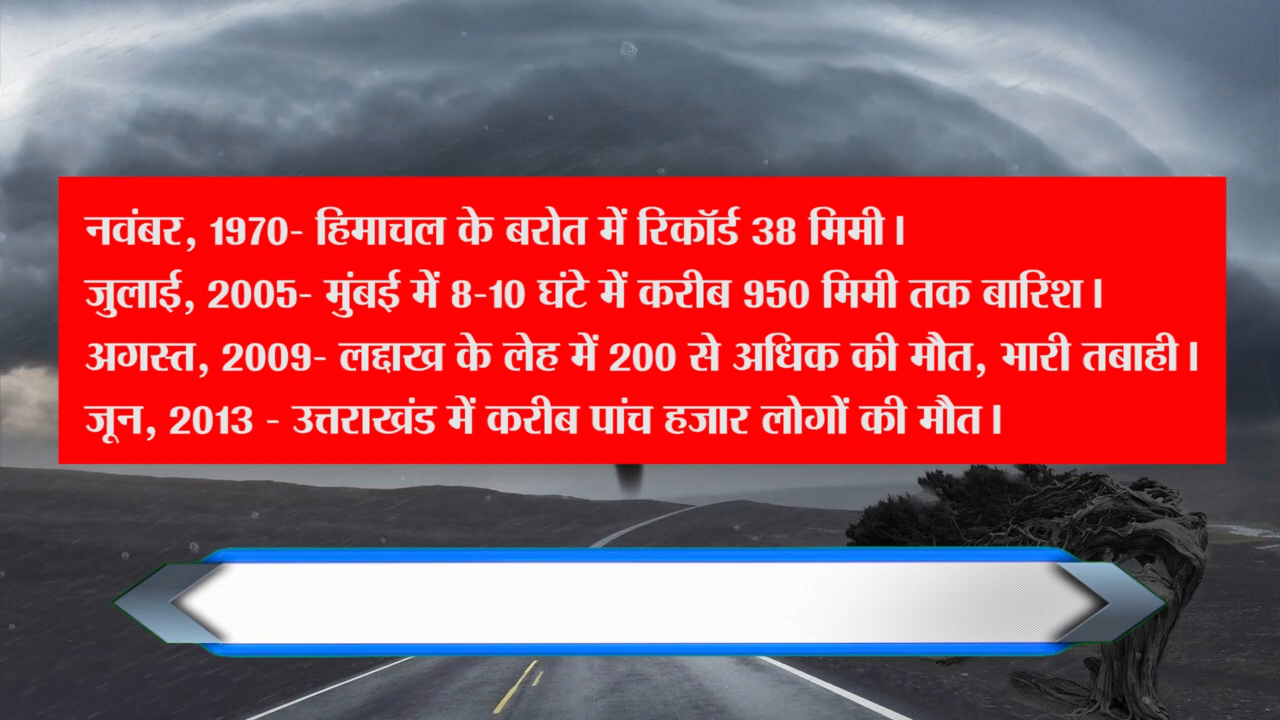 नवंबर, 1970- हिमाचल के बरोत में रिकॉर्ड 38 मिमी।
जुलाई, 2005- मुंबई में 8-10 घंटे में करीब 950 मिमी तक बारिश।
अगस्त, 2009- लद्दाख के लेह में 200 से अधिक की मौत, भारी तबाही।
जून, 2013 - उत्तराखंड में करीब पांच हजार लोगों की मौत।